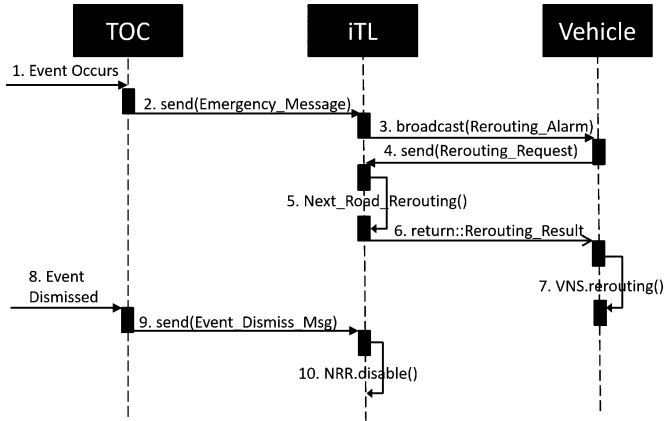 TOC
iTL
Vehicle
1. Event Occurs
2. send(Emergency_Message)
3. broadcast(Rerouting_Alarm)
4. send(Rerouting_Request)
5. Next_Road_Rerouting()
6. return::Rerouting_Result
7. VNS.rerouting()
8. Event
Dismissed
9. send(Event_Dismiss_Msg)
10. NRR.disable()